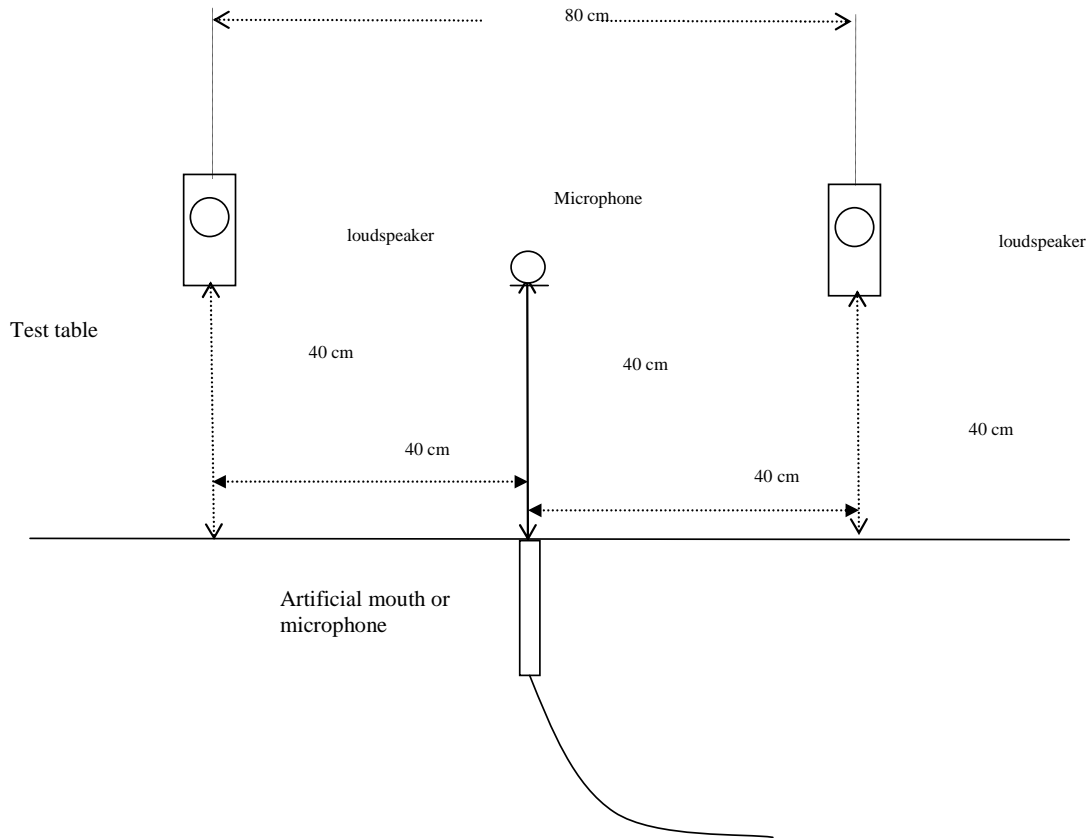 80 cm
Microphone
loudspeaker
loudspeaker
Test table
40 cm
40 cm
40 cm
40 cm
40 cm
Artificial mouth or
microphone